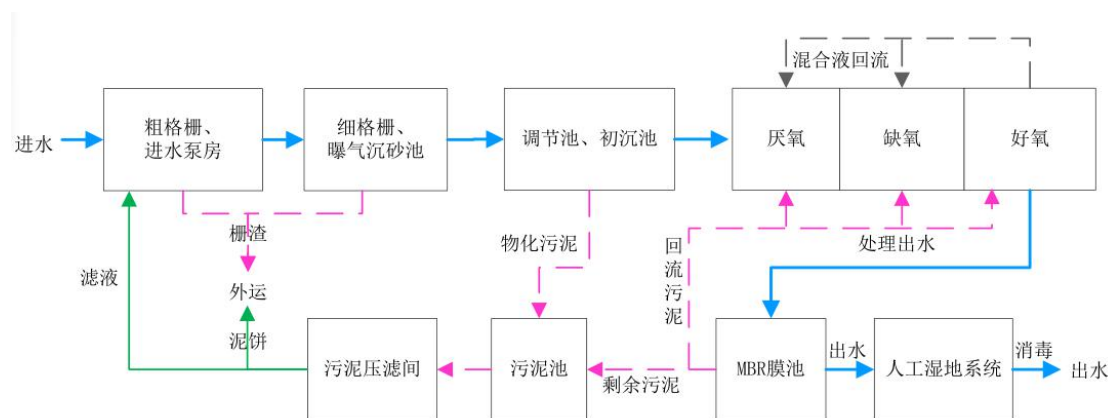 混合液回流
进水
粗格栅、
进水泵房
细格栅、
曝气沉砂池
调节池、初沉池
厌氧
缺氧
好氧
栅渣
物化污泥
回流污泥
处理出水
滤液
外运
泥饼
污泥压滤间
污泥池
剩余污泥
MBR膜池
出水
人工湿地系统
消毒
出水